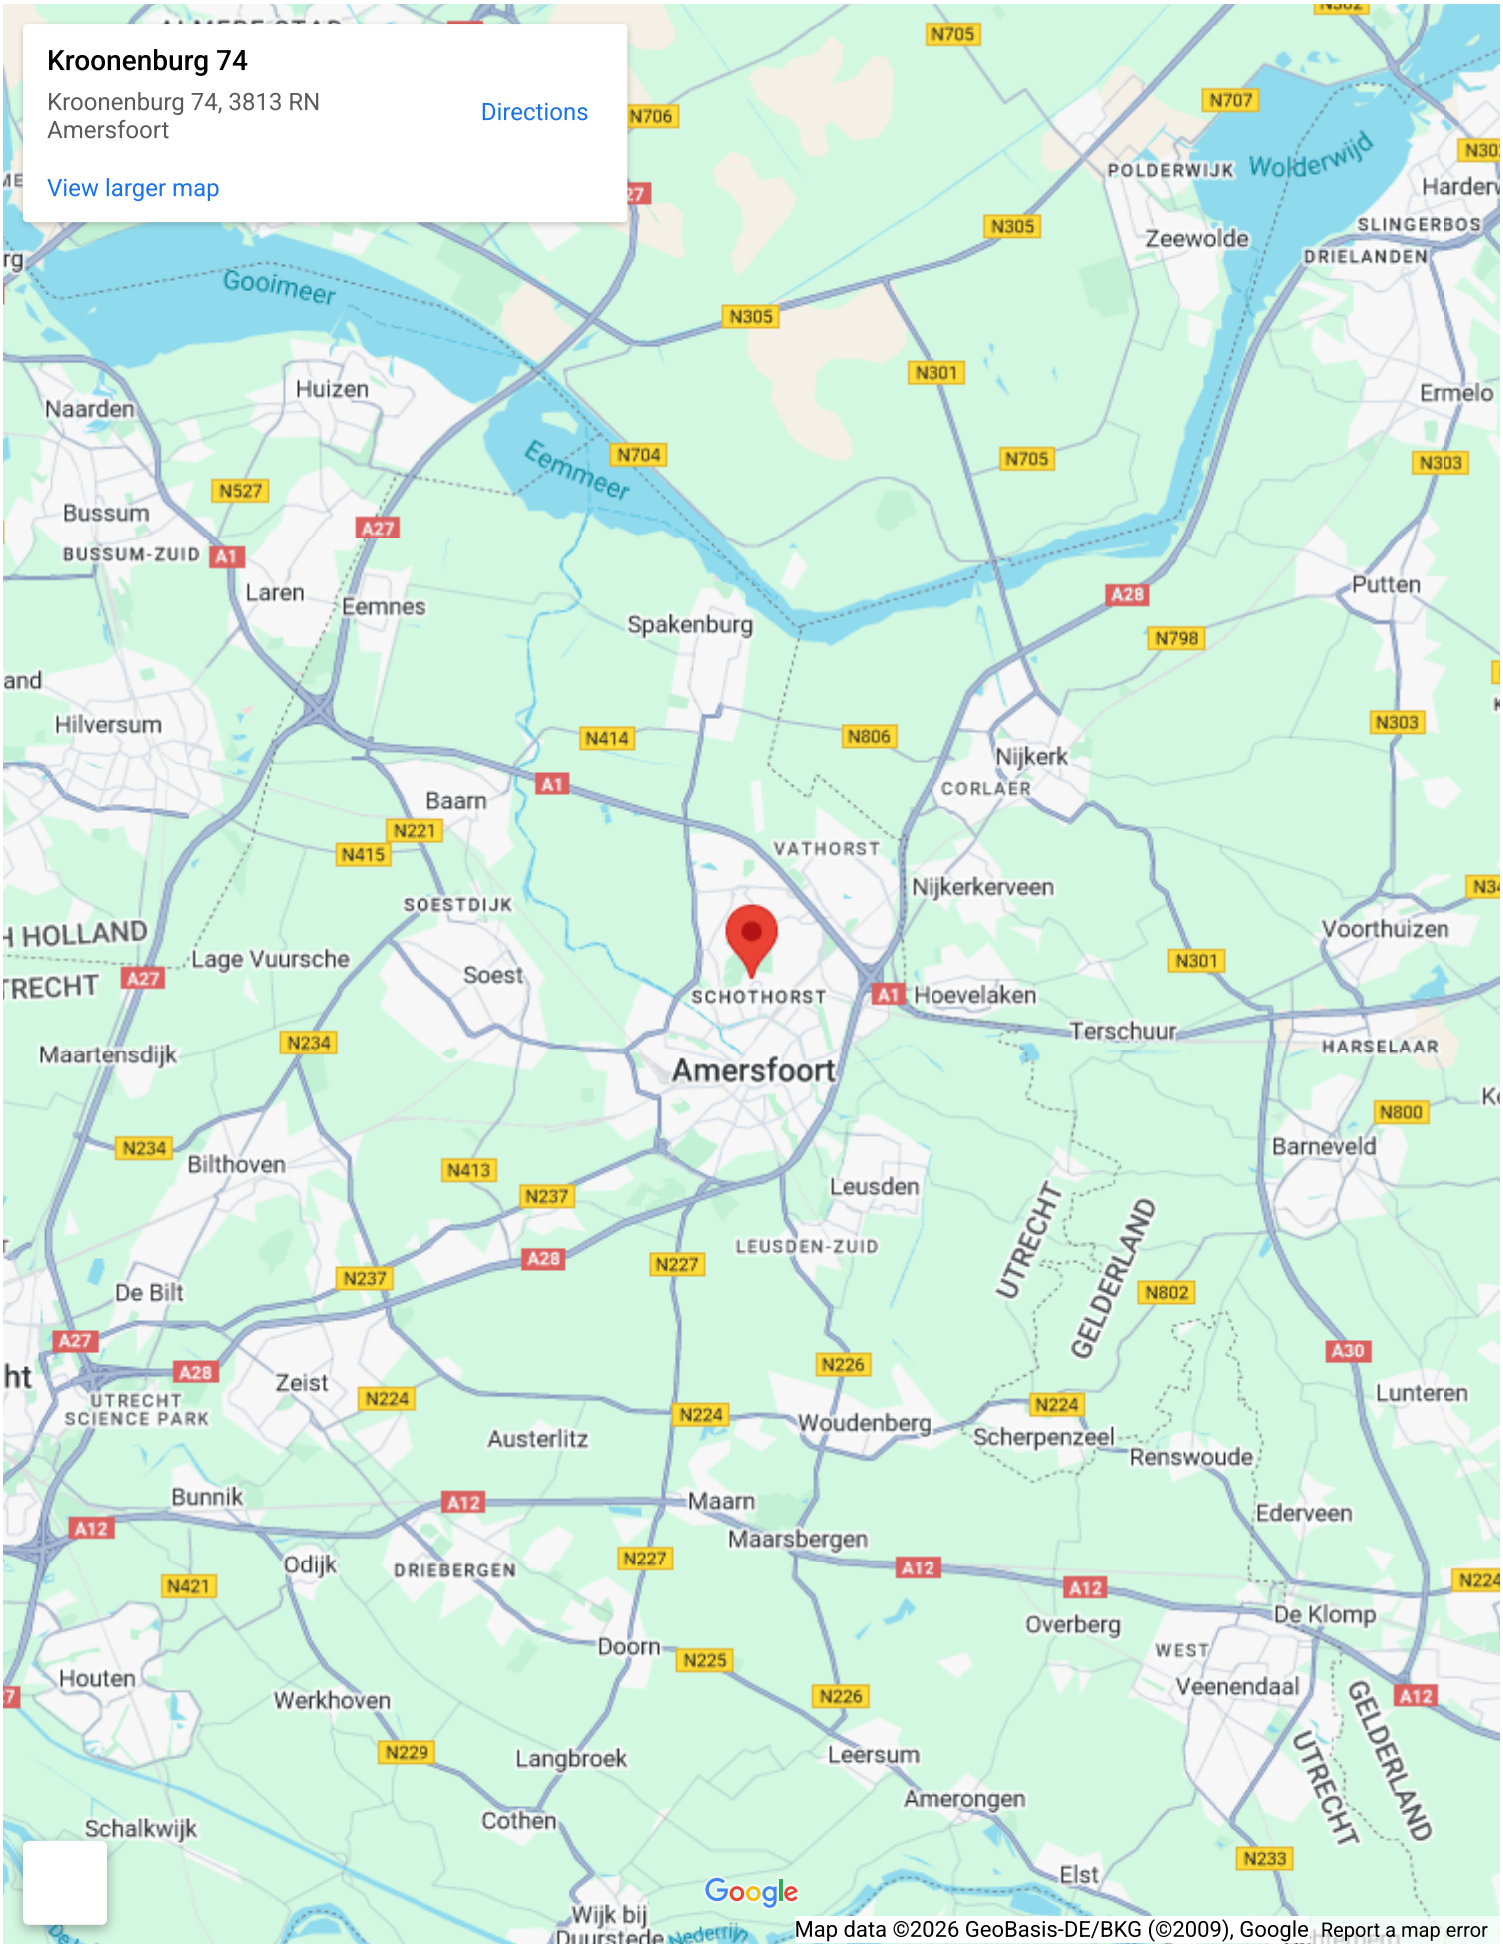 ALMERE STAD
N302
N705
Kroonenburg 74
Kroonenburg 74, 3813 RN
Amersfoort
Directions
View larger map
N706
N707
Wolderwijd
POLDERWIJK
27
N305
SLINGERBOS
Zeewolde
DRIELANDEN
Gooimeer
N305
N301
Huizen
Ermelo
Naarden
N704
N705
N303
Eemmeer
N527
Bussum
A27
BUSSUM-ZUID
A1
Laren
Eemnes
A28
Putten
Spakenburg
N798
Hilversum
N414
N806
N303
Nijkerk
A1
CORLAER
Baarn
N221
N415
VATHORST
Nijkerkerveen
SOESTDIJK
H HOLLAND
Voorthuizen
Lage Vuursche
N301
TRECHT
A27
Soest
SCHOTHORST
A1
Hoevelaken
Terschuur
N234
Maartensdijk
HARSELAAR
Amersfoort
N800
N234
Bilthoven
N413
Barneveld
N237
Leusden
UTRECHT
GELDERLAND
LEUSDEN-ZUID
A28
N227
N237
De Bilt
N802
A27
A30
ht
A28
N226
Zeist
UTRECHT
SCIENCE PARK
N224
N224
N224
Lunteren
Woudenberg
Scherpenzeel
Austerlitz
Renswoude
Bunnik
A12
Maarn
A12
Maarsbergen
Ederveen
Odijk
DRIEBERGEN
N227
A12
A12
N421
N224
De Klomp
Overberg
Doorn
N225
WEST
Houten
Veenendaal
Werkhoven
N226
A12
GELDERLAND
UTRECHT
N229
Langbroek
Leersum
Amerongen
Cothen
Schalkwijk
N233
Elst
Google
Wijk bij
Duurstede
Nederrijn
Map data ©2026 GeoBasis-DE/BKG (©2009), Google
Report a map error